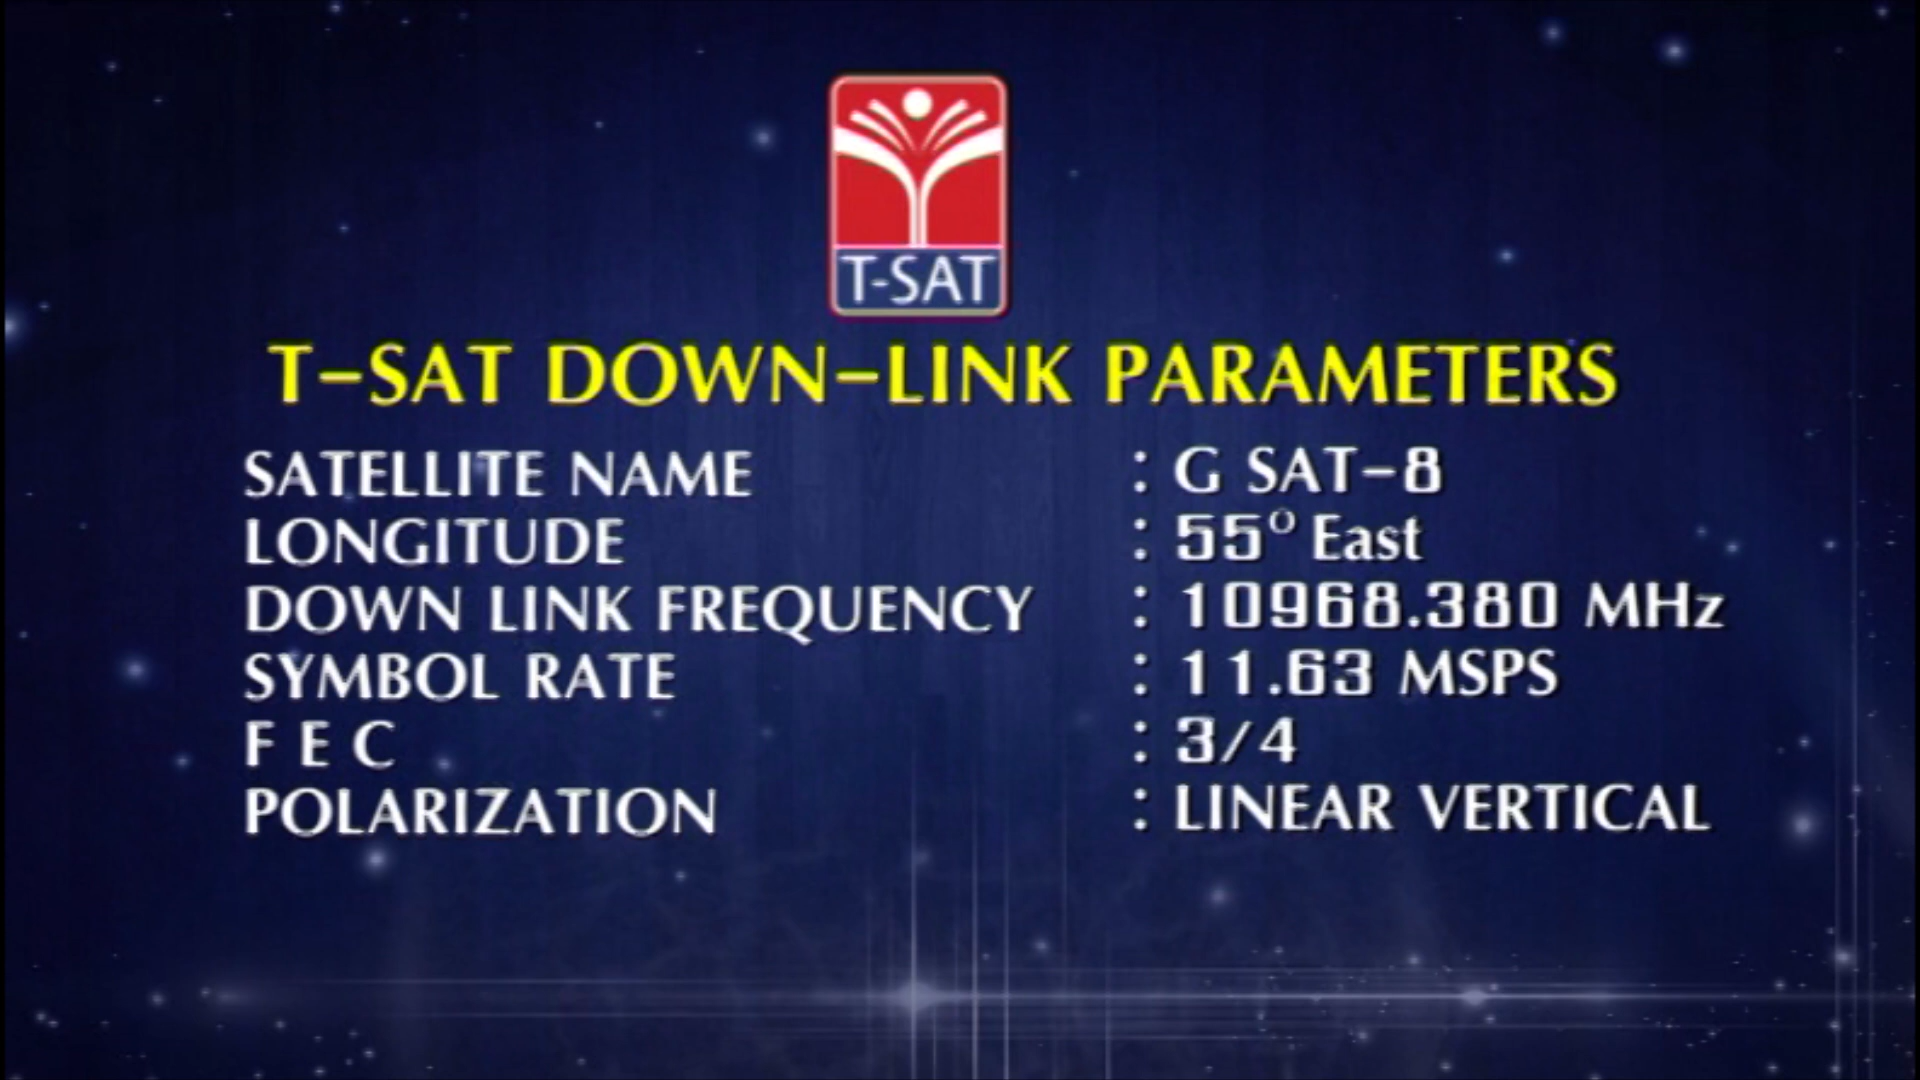 T-SAT
T-SAT DOWN-LINK PARAMETERS
SATELLITE NAME : G SAT-8
LONGITUDE : 55° East
DOWN LINK FREQUENCY : 10968.380 MHz
SYMBOL RATE : 11.63 MSPS
F E C : 3/4
POLARIZATION : LINEAR VERTICAL